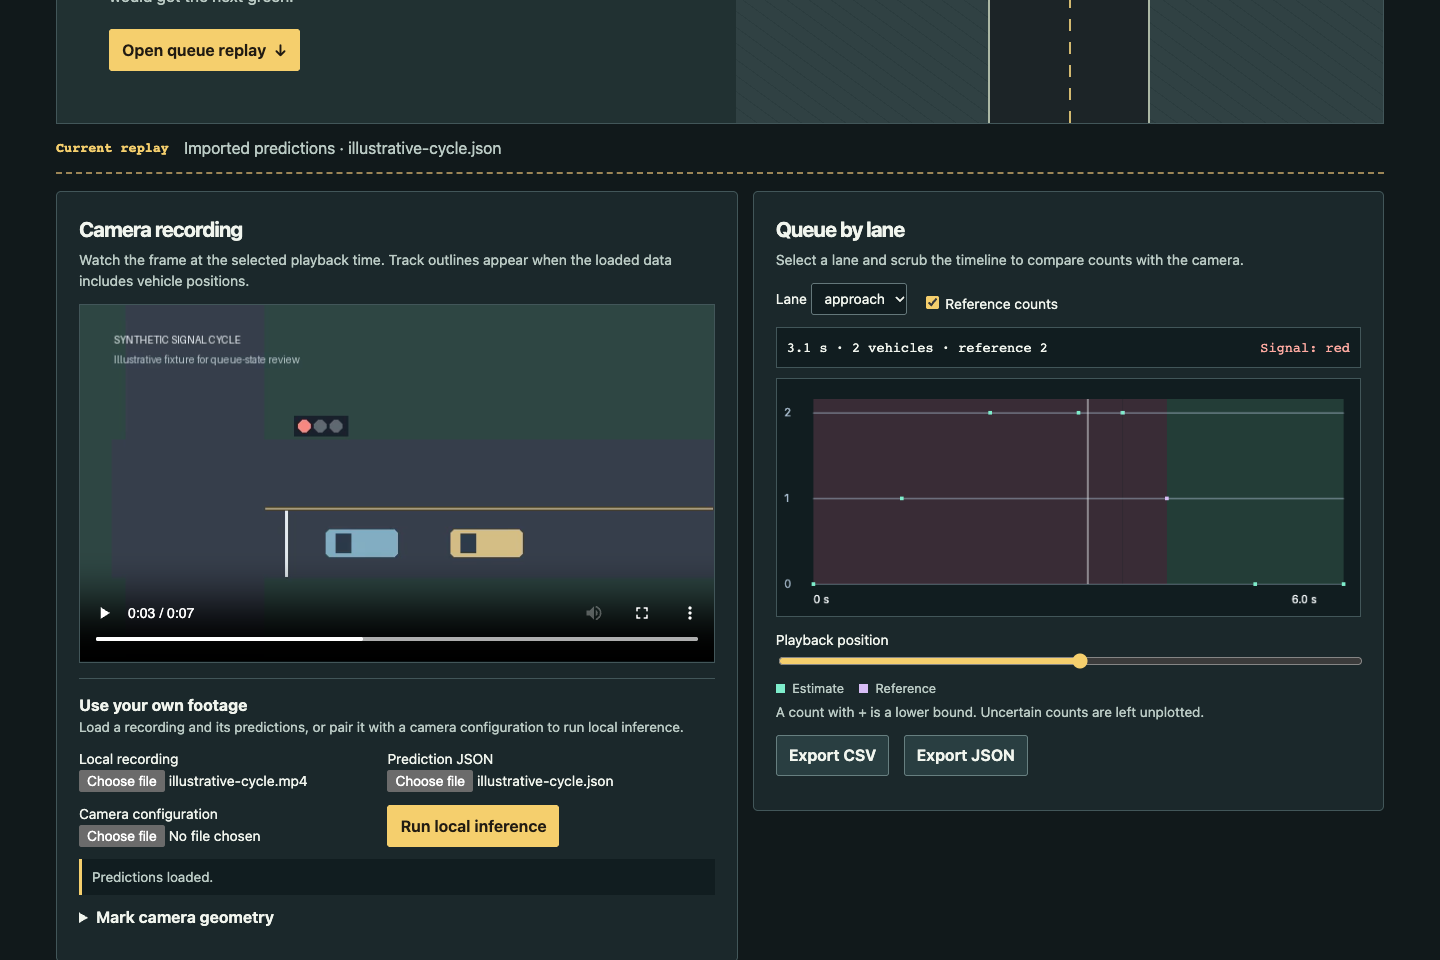 would get the next green.
Open queue replay ↓
Current replay Imported predictions · illustrative-cycle.json
Camera recording
Watch the frame at the selected playback time. Track outlines appear when the loaded data
includes vehicle positions.
SYNTHETIC SIGNAL CYCLE
Illustrative fixture for queue-state review
0:03 / 0:07
Use your own footage
Load a recording and its predictions, or pair it with a camera configuration to run local inference.
Local recording
Choose file illustrative-cycle.mp4
Prediction JSON
Choose file illustrative-cycle.json
Camera configuration
Choose file No file chosen
Run local inference
Predictions loaded.
Mark camera geometry
Queue by lane
Select a lane and scrub the timeline to compare counts with the camera.
Lane approach Reference counts
3.1 s · 2 vehicles · reference 2 Signal: red
2
1
0
0 s 6.0 s
Playback position
Estimate Reference
A count with + is a lower bound. Uncertain counts are left unplotted.
Export CSV Export JSON